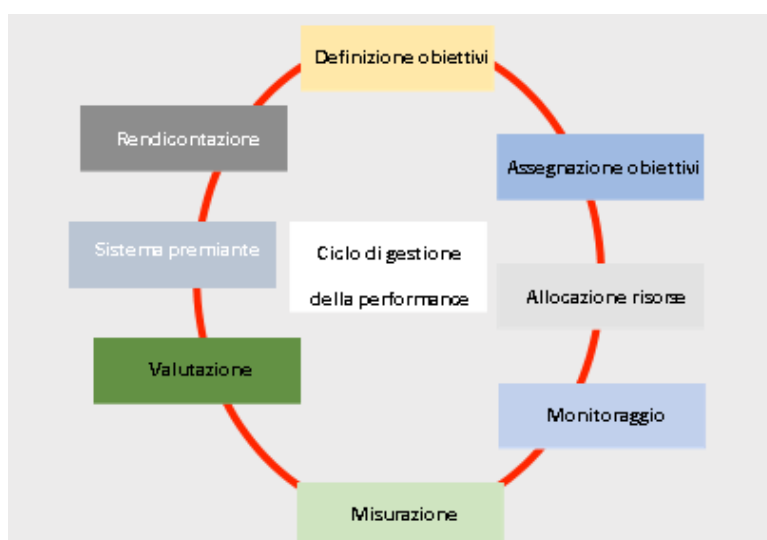 Definizione obiettivi
Assegnazione obiettivi
Allocazione risorse
Monitoraggio
Misurazione
Valutazione
Sistema premiante
Rendicontazione
Ciclo di gestione
della performance